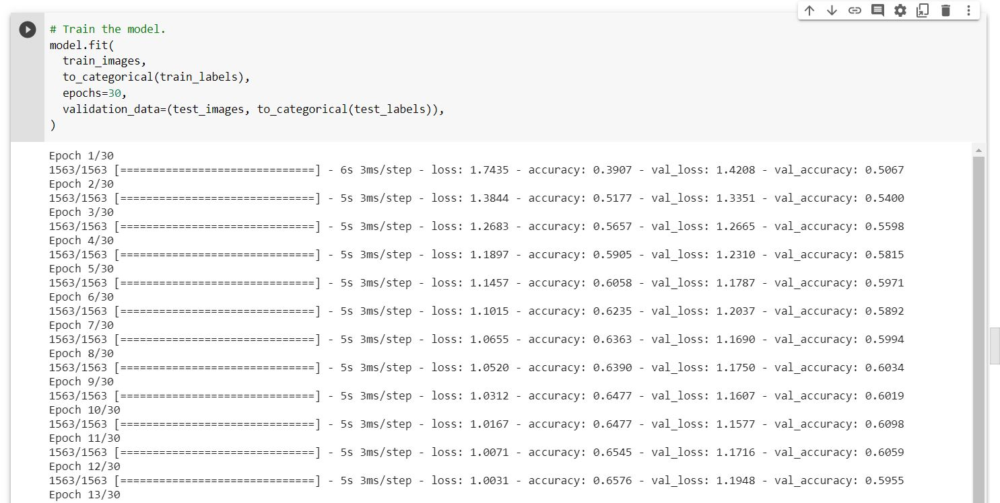 # Train the model.
model.fit(
  train_images,
  to_categorical(train_labels),
  epochs=30,
  validation_data=(test_images, to_categorical(test_labels)),
)
Epoch 1/30
1563/1563 [==============================] - 6s 3ms/step - loss: 1.7435 - accuracy: 0.3907 - val_loss: 1.4208 - val_accuracy: 0.5067
Epoch 2/30
1563/1563 [==============================] - 5s 3ms/step - loss: 1.3844 - accuracy: 0.5177 - val_loss: 1.3351 - val_accuracy: 0.5400
Epoch 3/30
1563/1563 [==============================] - 5s 3ms/step - loss: 1.2683 - accuracy: 0.5657 - val_loss: 1.2665 - val_accuracy: 0.5598
Epoch 4/30
1563/1563 [==============================] - 5s 3ms/step - loss: 1.1897 - accuracy: 0.5905 - val_loss: 1.2310 - val_accuracy: 0.5815
Epoch 5/30
1563/1563 [==============================] - 5s 3ms/step - loss: 1.1457 - accuracy: 0.6058 - val_loss: 1.1787 - val_accuracy: 0.5971
Epoch 6/30
1563/1563 [==============================] - 5s 3ms/step - loss: 1.1015 - accuracy: 0.6235 - val_loss: 1.2037 - val_accuracy: 0.5892
Epoch 7/30
1563/1563 [==============================] - 5s 3ms/step - loss: 1.0655 - accuracy: 0.6363 - val_loss: 1.1690 - val_accuracy: 0.5994
Epoch 8/30
1563/1563 [==============================] - 5s 3ms/step - loss: 1.0520 - accuracy: 0.6390 - val_loss: 1.1750 - val_accuracy: 0.6034
Epoch 9/30
1563/1563 [==============================] - 5s 3ms/step - loss: 1.0312 - accuracy: 0.6477 - val_loss: 1.1607 - val_accuracy: 0.6019
Epoch 10/30
1563/1563 [==============================] - 5s 3ms/step - loss: 1.0167 - accuracy: 0.6477 - val_loss: 1.1577 - val_accuracy: 0.6098
Epoch 11/30
1563/1563 [==============================] - 5s 3ms/step - loss: 1.0071 - accuracy: 0.6545 - val_loss: 1.1716 - val_accuracy: 0.6059
Epoch 12/30
1563/1563 [==============================] - 5s 3ms/step - loss: 1.0031 - accuracy: 0.6576 - val_loss: 1.1948 - val_accuracy: 0.5955
Epoch 13/30